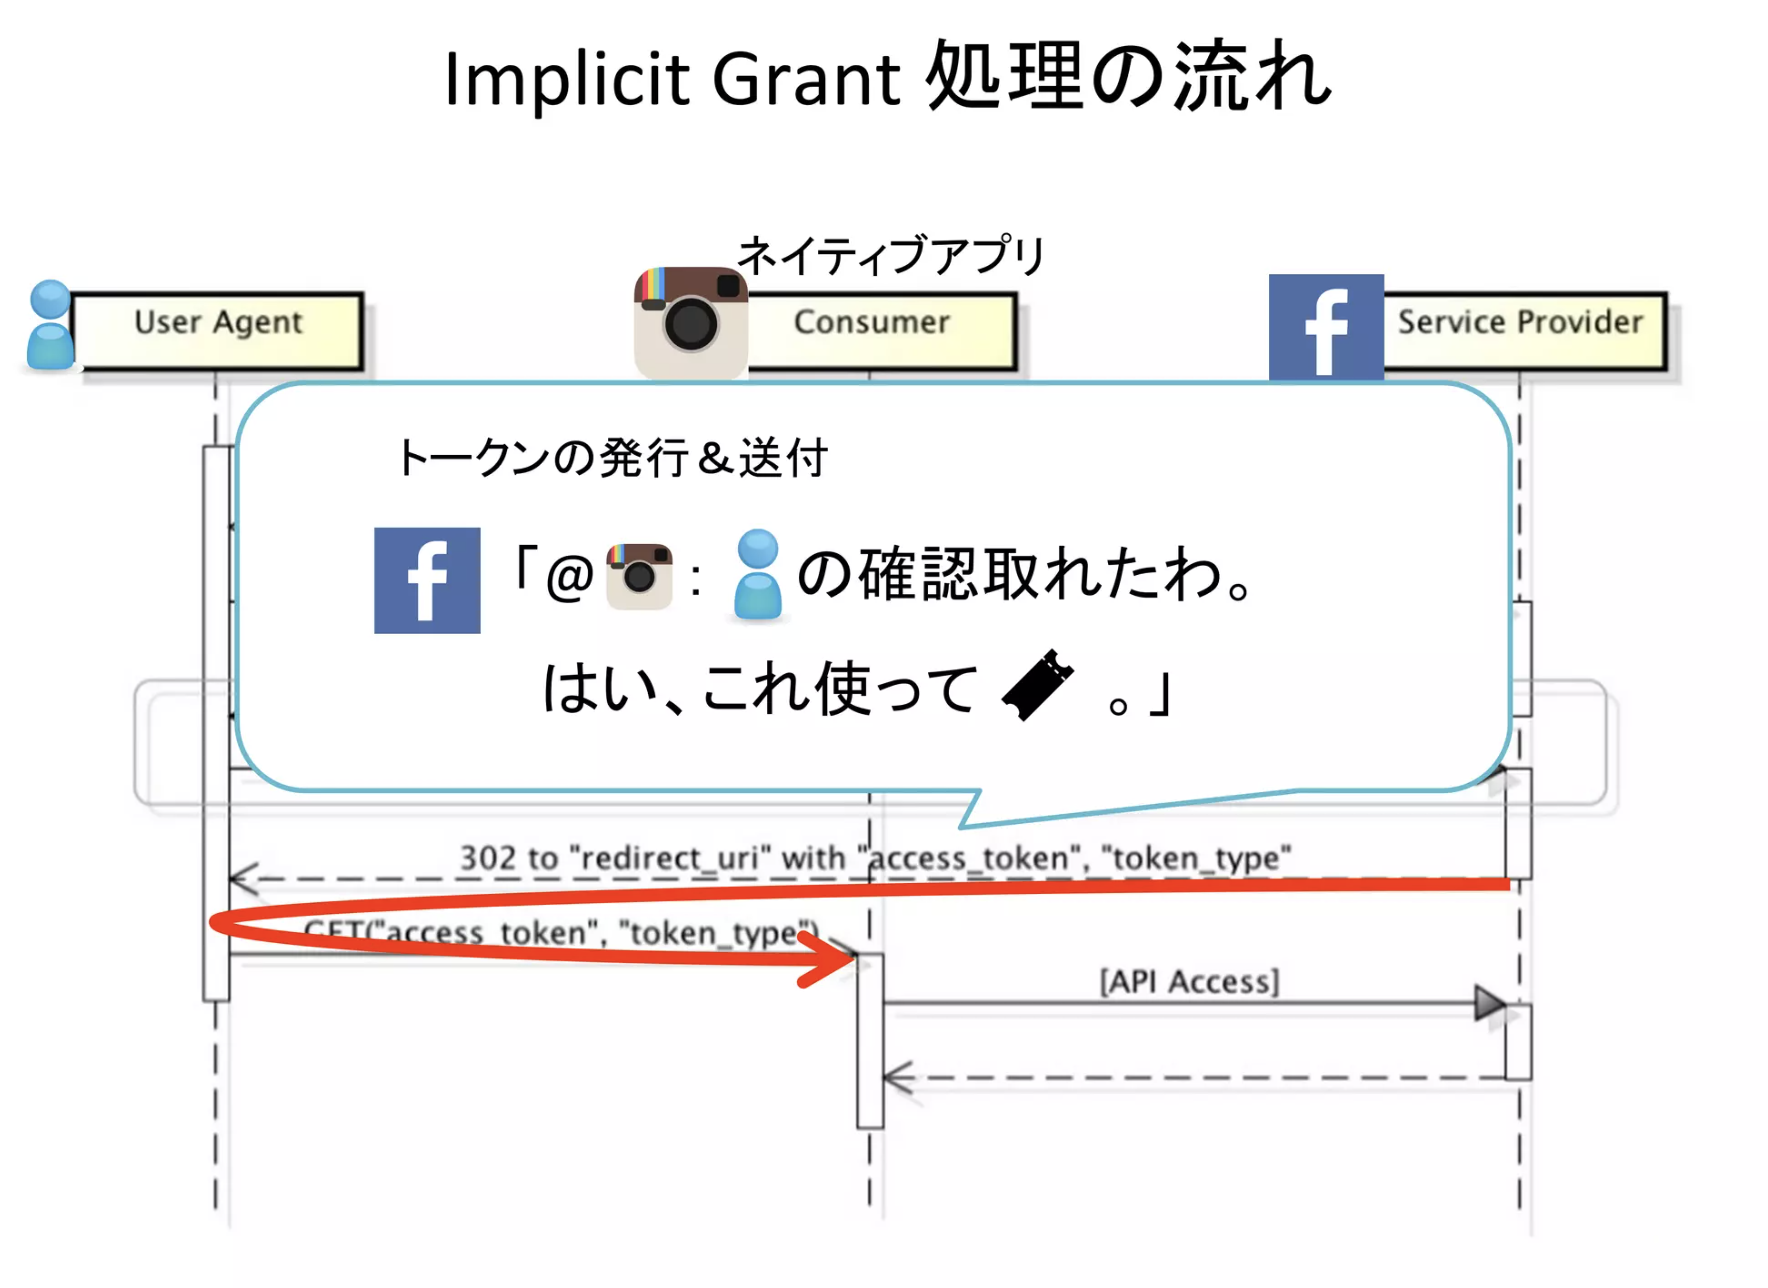 Implicit Grant 処理の流れ
ネイティブアプリ
User Agent
Consumer
Service Provider
トークンの発行&送付
「@ : の確認取れたわ。
はい、これ使って 。」
302 to "redirect_uri" with "access_token", "token_type"
GET("access_token", "token_type")
[API Access]